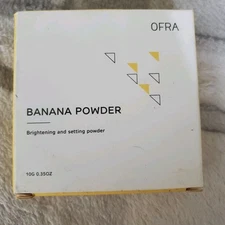 OFRA
BANANA POWDER
Brightening and setting powder
10G 0.35OZ